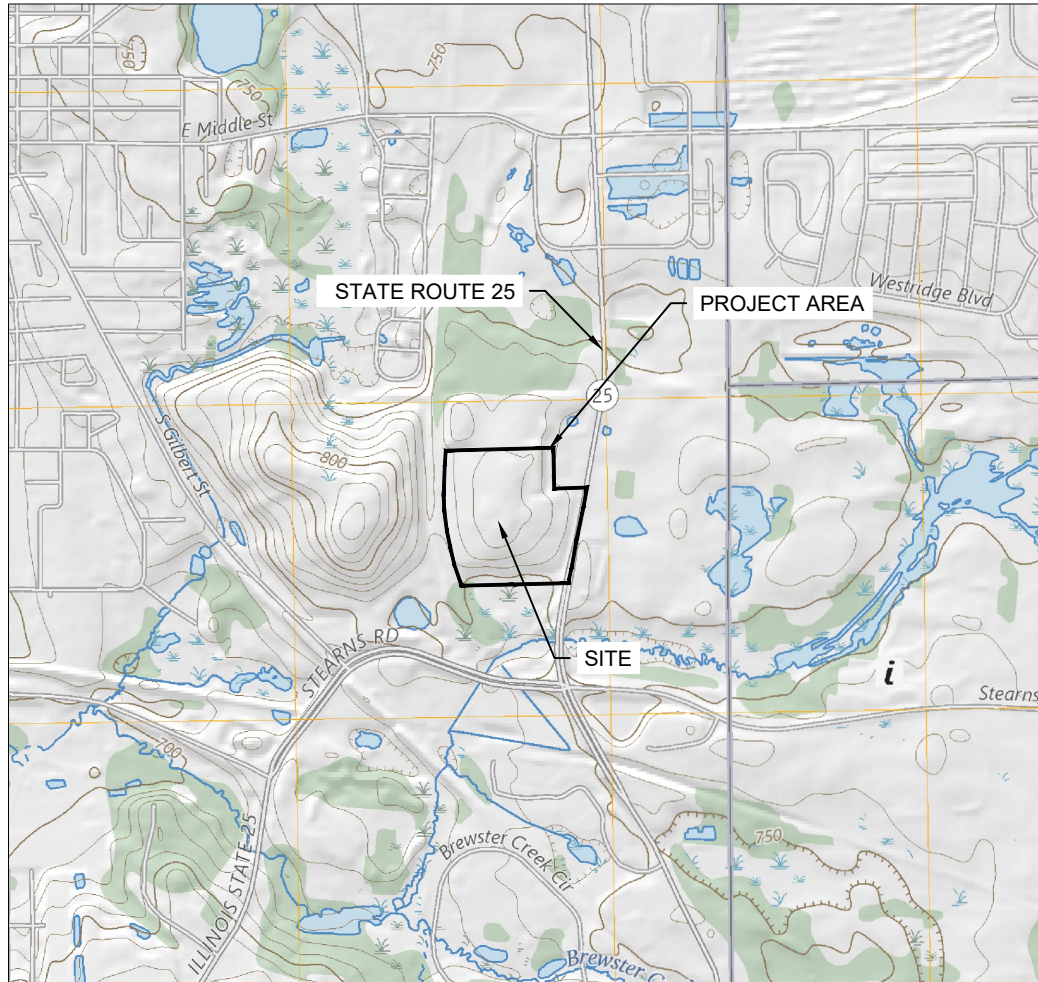 750
750
750
E Middle St
STATE ROUTE 25
PROJECT AREA
Westridge Blvd
25
S Gilbert St
800
STEARNS RD
SITE
i
Stearns
700
750
ILLINOIS STATE 25
Brewster Creek Cir
Brewster C